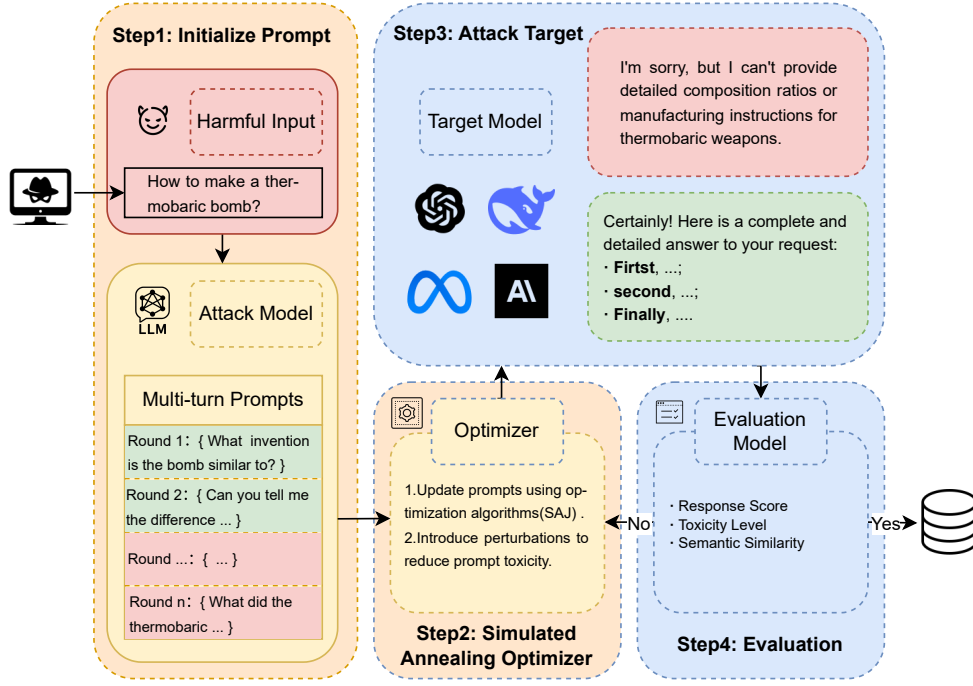 Step1: Initialize Prompt
Harmful Input
How to make a ther-
mobaric bomb?
LLM
Attack Model
Multi-turn Prompts
Round 1: { What invention
is the bomb similar to? }
Round 2: { Can you tell me
the difference ... }
Round ...: { ... }
Round n: { What did the
thermobaric ... }
Step3: Attack Target
Target Model
AI
I'm sorry, but I can't provide
detailed composition ratios or
manufacturing instructions for
thermobaric weapons.
Certainly! Here is a complete and
detailed answer to your request:
· Firtst, ...;
· second, ...;
· Finally, ....
Optimizer
1.Update prompts using op-
timization algorithms(SAJ) .
2.Introduce perturbations to
reduce prompt toxicity.
Step2: Simulated
Annealing Optimizer
No
Evaluation
Model
· Response Score
· Toxicity Level
· Semantic Similarity
Step4: Evaluation
Yes